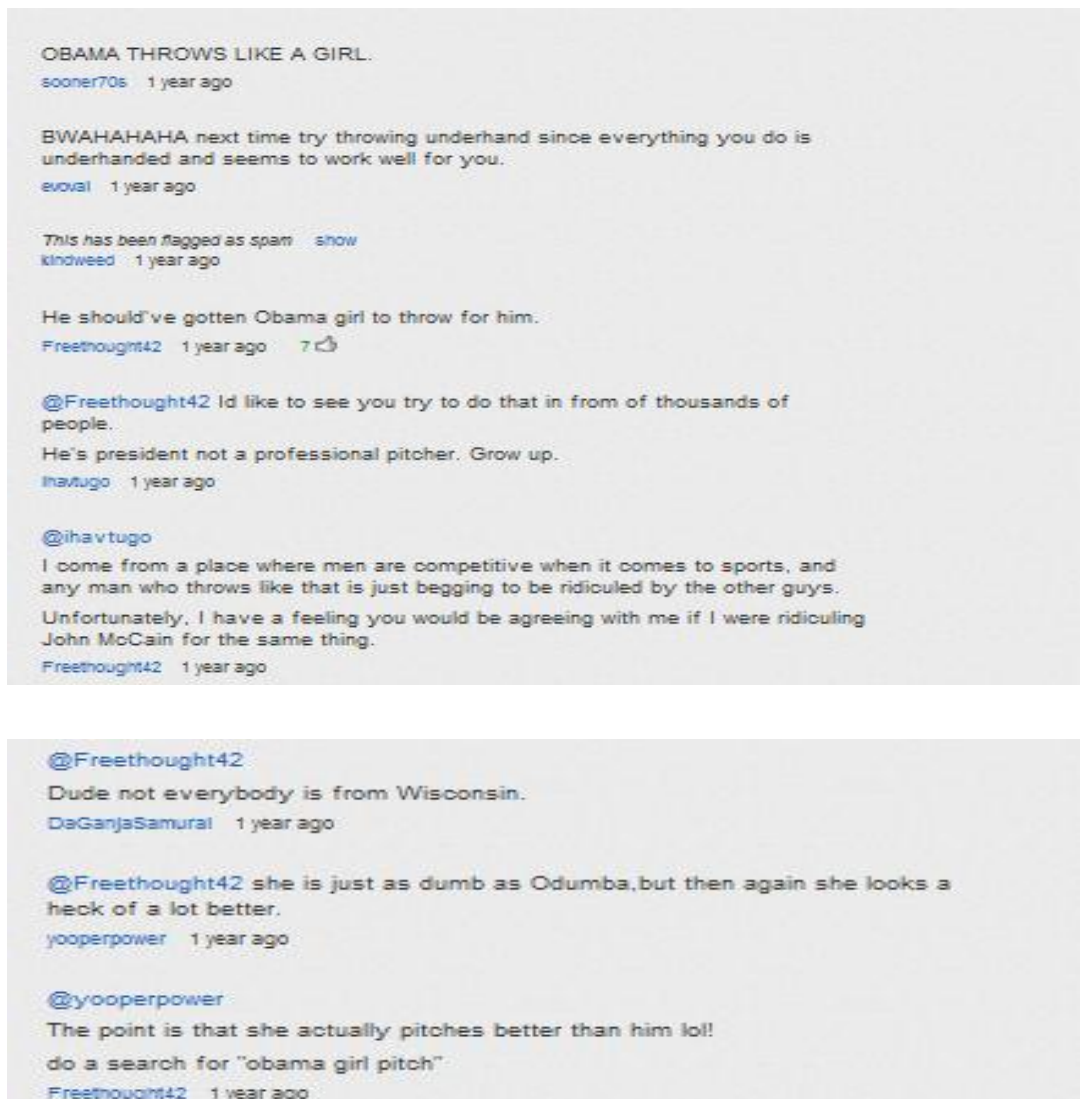 OBAMA THROWS LIKE A GIRL.
sooner70s 1 year ago
BWAHAHAHA next time try throwing underhand since everything you do is
underhanded and seems to work well for you.
evoval 1 year ago
This has been flagged as spam show
kindweed 1 year ago
He should've gotten Obama girl to throw for him.
Freethought42 1 year ago 7
@Freethought42 Id like to see you try to do that in from of thousands of
people.
He's president not a professional pitcher. Grow up.
ihavtugo 1 year ago
@ihavtugo
I come from a place where men are competitive when it comes to sports, and
any man who throws like that is just begging to be ridiculed by the other guys.
Unfortunately, I have a feeling you would be agreeing with me if I were ridiculing
John McCain for the same thing.
Freethought42 1 year ago
@Freethought42
Dude not everybody is from Wisconsin.
DaGanjaSamurai 1 year ago
@Freethought42 she is just as dumb as Odumba,but then again she looks a
heck of a lot better.
yooperpower 1 year ago
@yooperpower
The point is that she actually pitches better than him lol!
do a search for "obama girl pitch"
Freethought42 1 year ago